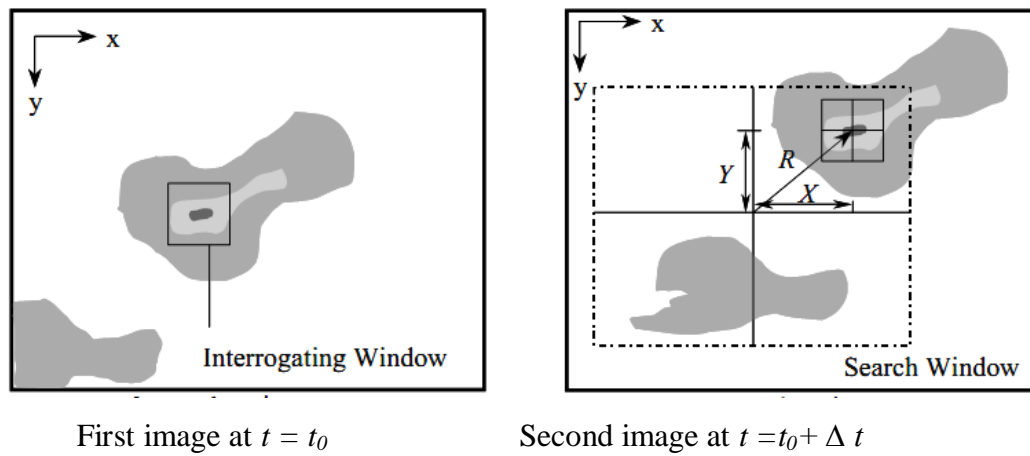 x
y
Interrogating Window
x
y
R
Y
X
Search Window
First image at t = t₀
Second image at t =t₀+ Δ t